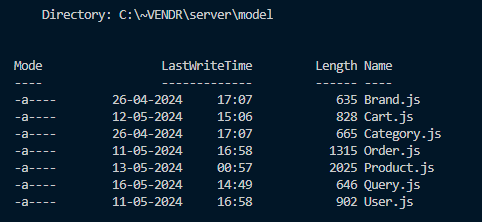 Directory: C:\~VENDR\server\model
Mode LastWriteTime Length Name
---- ------------- ------ ----
-a---- 26-04-2024 17:07 635 Brand.js
-a---- 12-05-2024 15:06 828 Cart.js
-a---- 26-04-2024 17:07 665 Category.js
-a---- 11-05-2024 16:58 1315 Order.js
-a---- 13-05-2024 00:57 2025 Product.js
-a---- 16-05-2024 14:49 646 Query.js
-a---- 11-05-2024 16:58 902 User.js